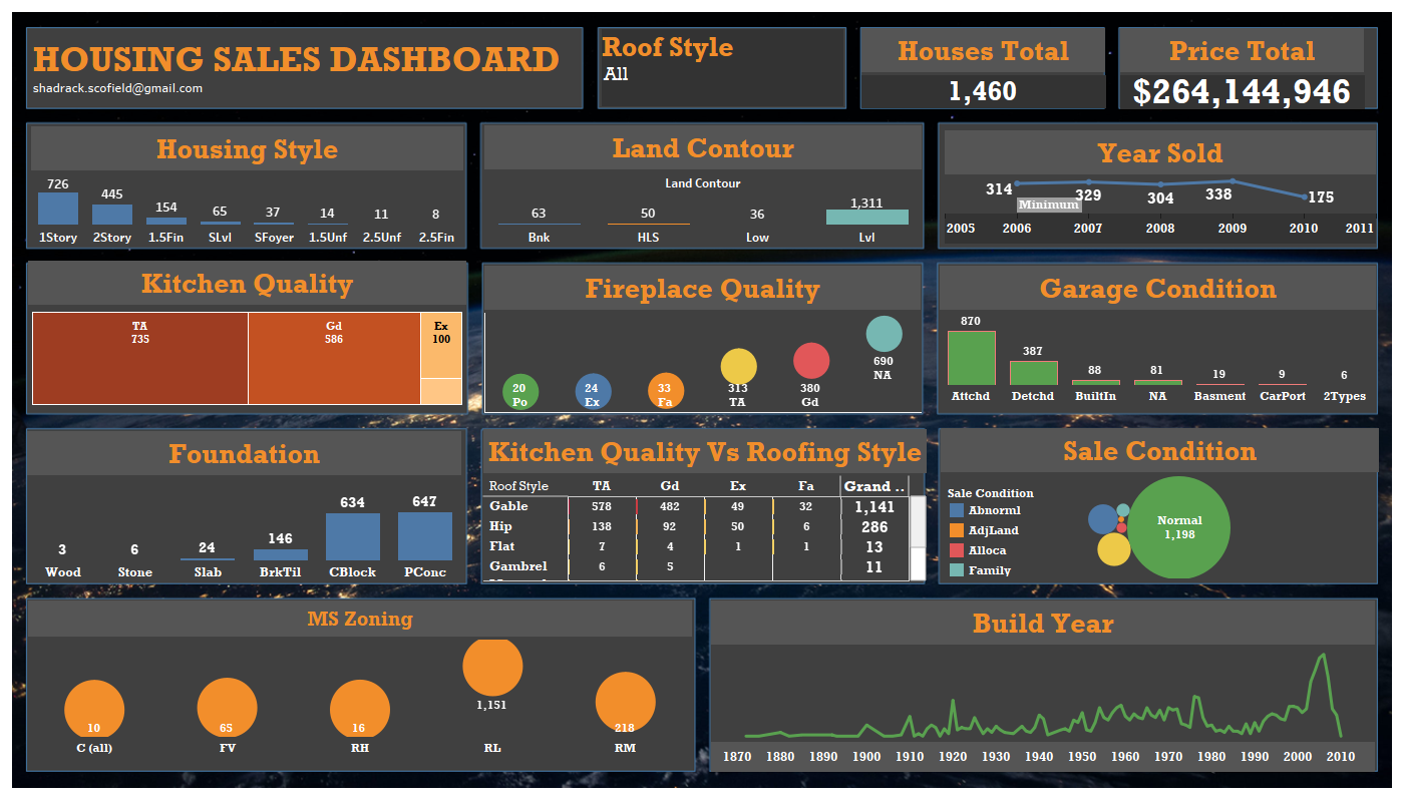 HOUSING SALES DASHBOARD
shadrack.scofield@gmail.com
Roof Style
All
Houses Total
1,460
Price Total
$264,144,946
Housing Style
726 445 154 65 37 14 11 8
1Story 2Story 1.5Fin SLvl SFoyer 1.5Unf 2.5Unf 2.5Fin
Land Contour
Land Contour
63 50 36 1,311
Bnk HLS Low Lvl
Year Sold
314 329 304 338 175
Minimum
2005 2006 2007 2008 2009 2010 2011
Kitchen Quality
TA Gd Ex
735 586 100
Fireplace Quality
20 24 33 313 380 690
Po Ex Fa TA Gd NA
Garage Condition
870 387 88 81 19 9 6
Attchd Detchd BuiltIn NA Basment CarPort 2Types
Foundation
3 6 24 146 634 647
Wood Stone Slab BrkTil CBlock PConc
Kitchen Quality Vs Roofing Style
Roof Style TA Gd Ex Fa Grand ..
Gable 578 482 49 32 1,141
Hip 138 92 50 6 286
Flat 7 4 1 1 13
Gambrel 6 5 11
Sale Condition
Sale Condition
Abnorml
AdjLand
Alloca
Family
Normal
1,198
MS Zoning
10 65 16 1,151 218
C (all) FV RH RL RM
Build Year
1870 1880 1890 1900 1910 1920 1930 1940 1950 1960 1970 1980 1990 2000 2010